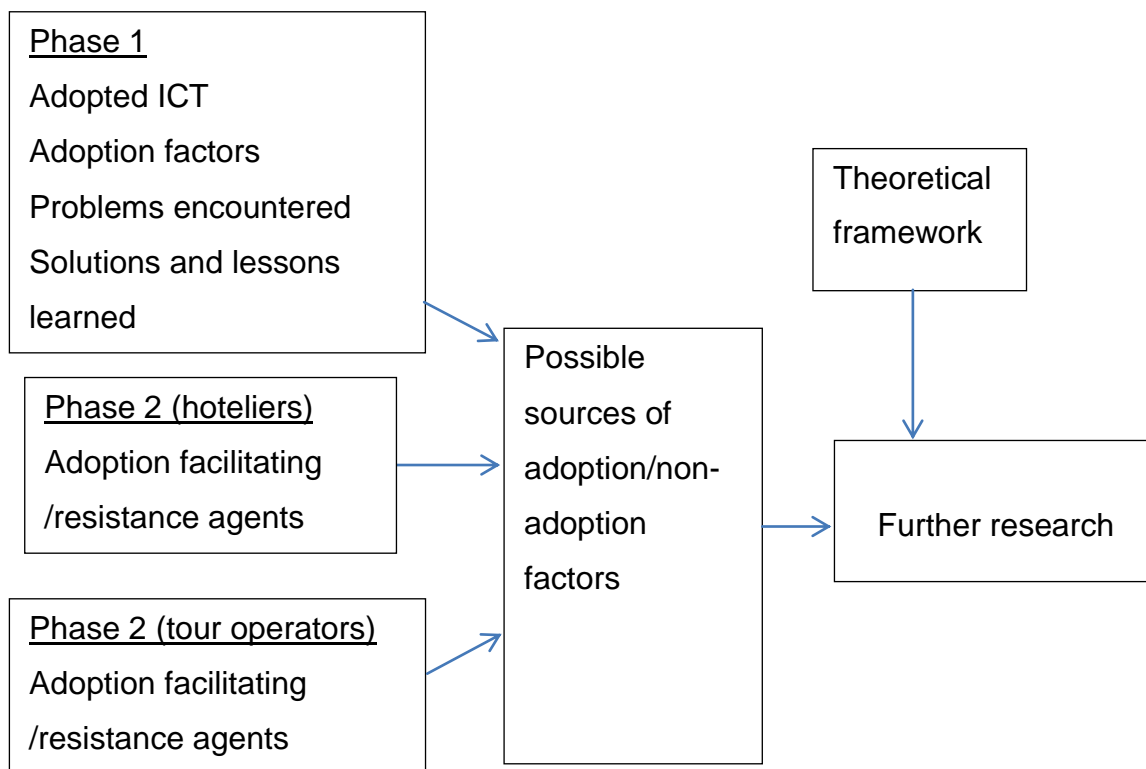 Phase 1
Adopted ICT
Adoption factors
Problems encountered
Solutions and lessons
learned
Phase 2 (hoteliers)
Adoption facilitating
/resistance agents
Phase 2 (tour operators)
Adoption facilitating
/resistance agents
Possible
sources of
adoption/non-
adoption
factors
Theoretical
framework
Further research